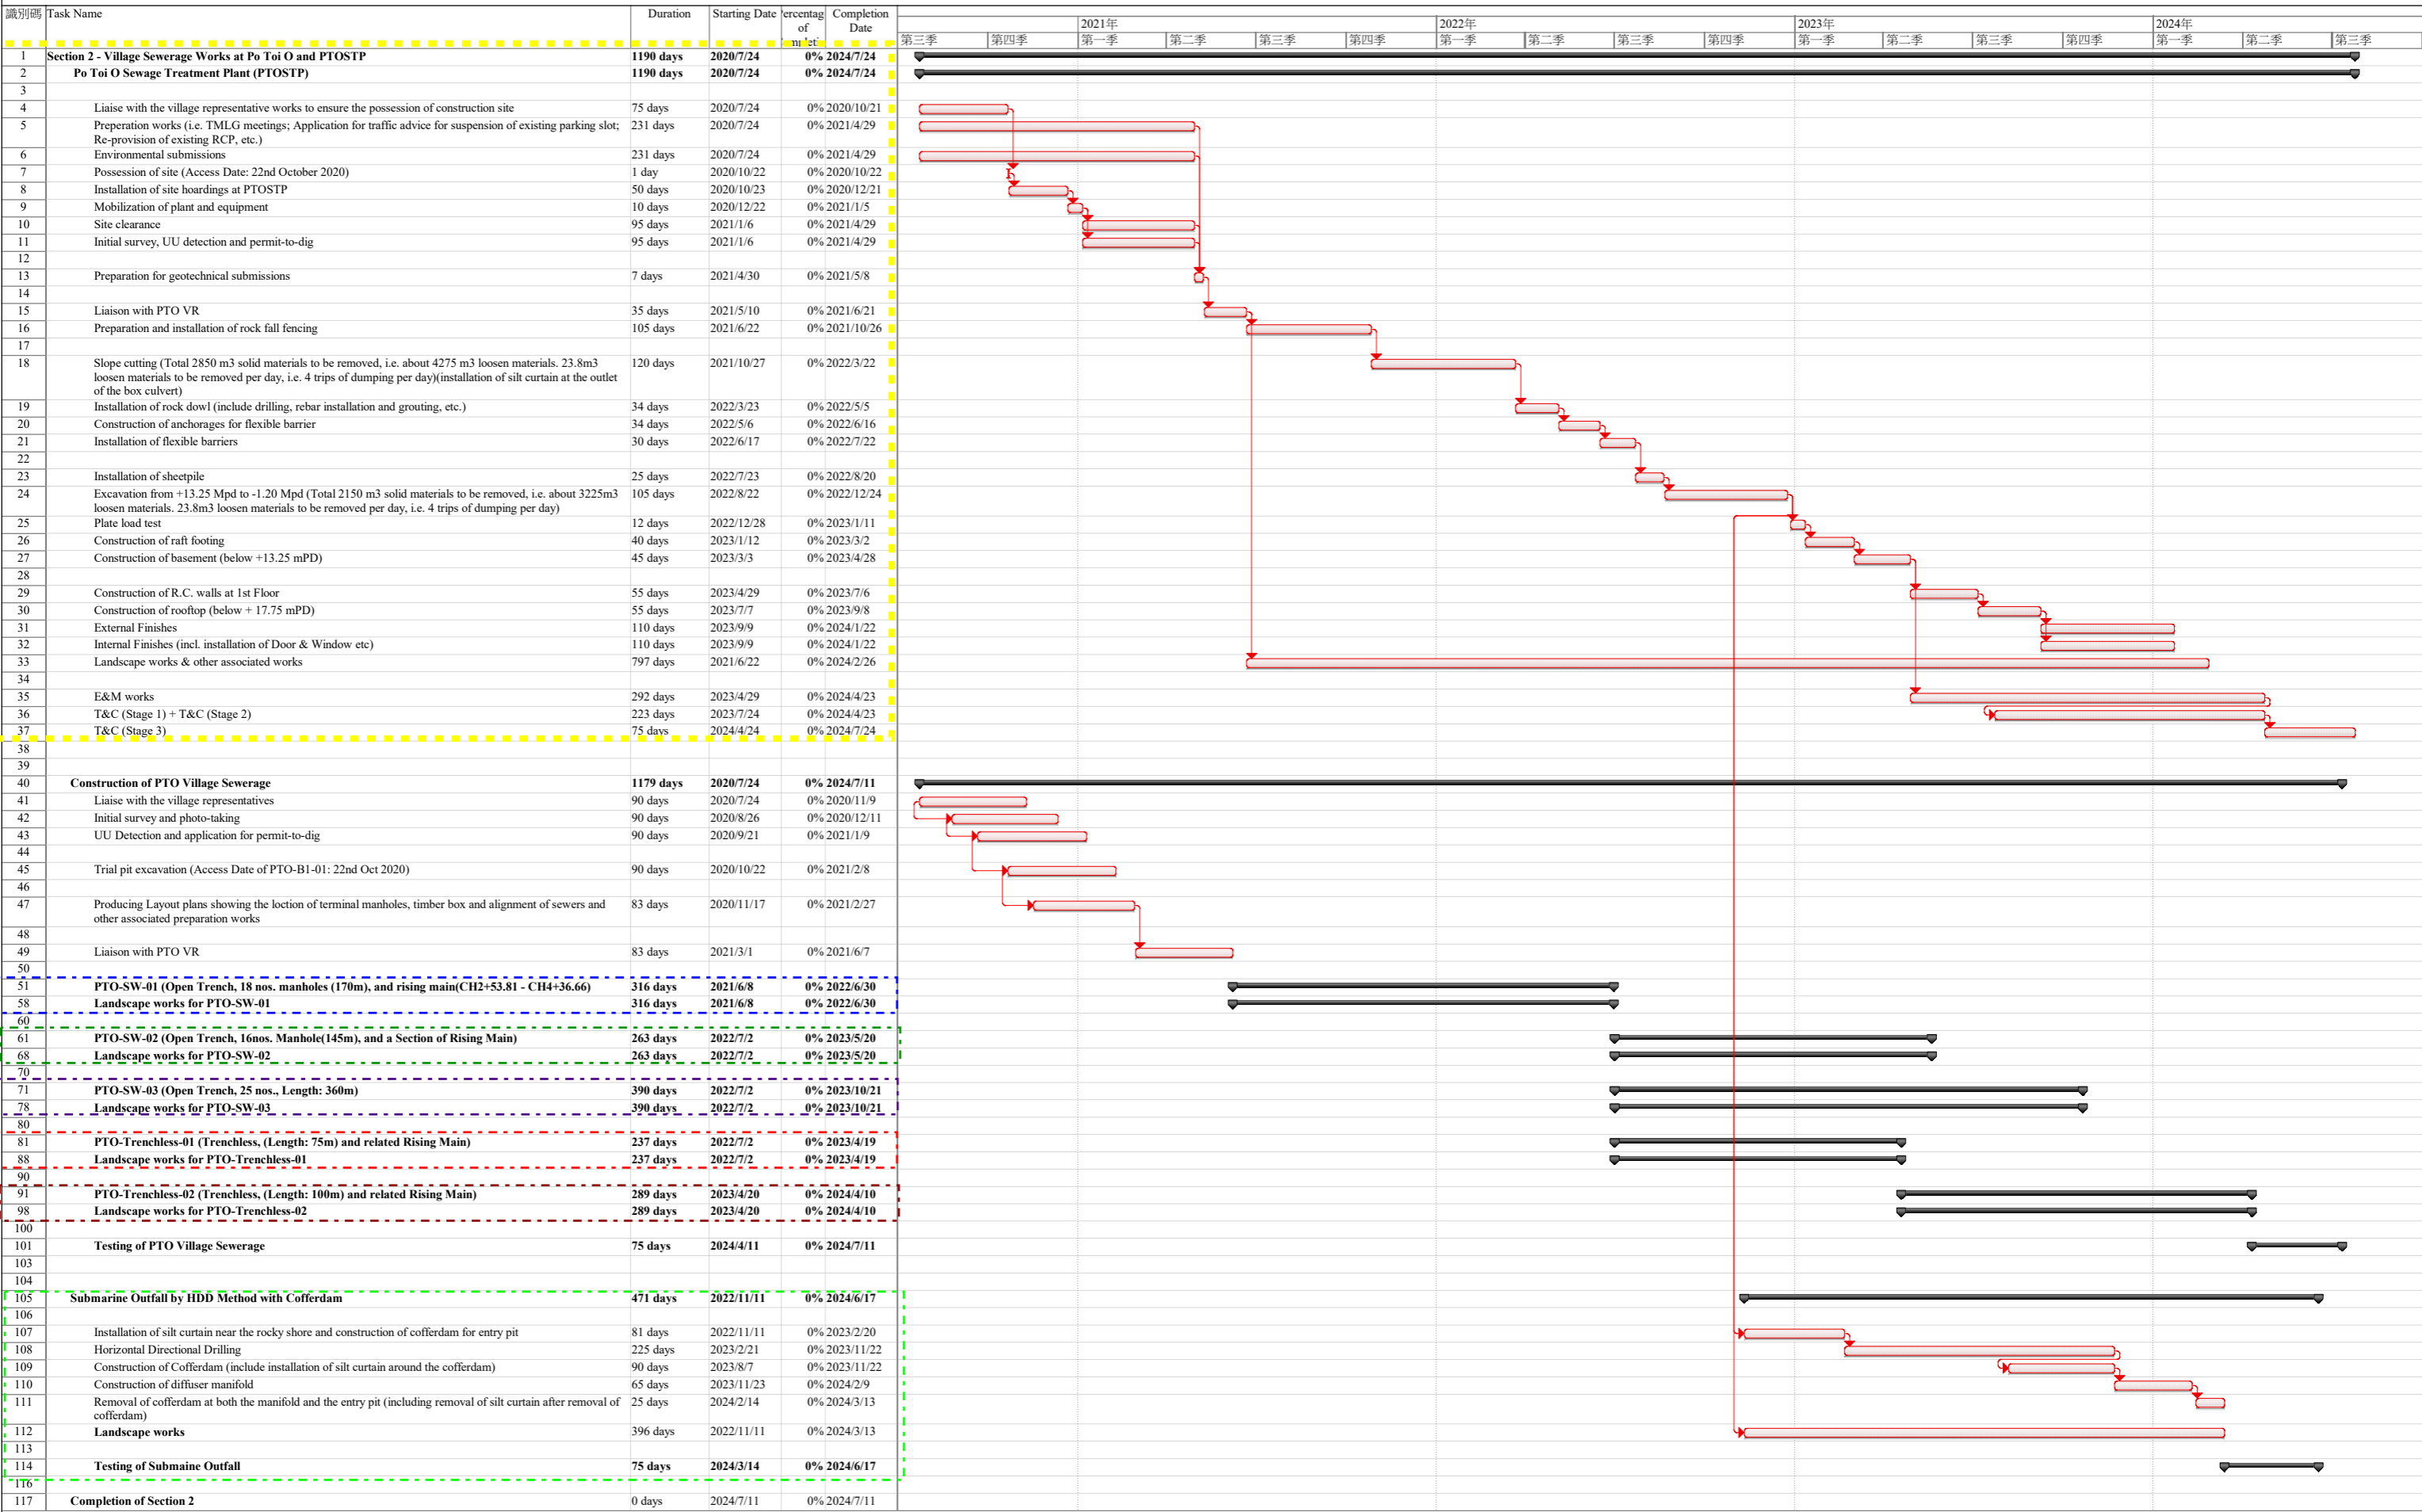 識別碼 Task Name Duration Starting Date Percentag of Completi Completion Date
2021年 2022年 2023年 2024年
第三季 第四季 第一季 第二季 第三季 第四季 第一季 第二季 第三季 第四季 第一季 第二季 第三季 第四季 第一季 第二季 第三季
1 Section 2 - Village Sewerage Works at Po Toi O and PTOSTP 1190 days 2020/7/24 0% 2024/7/24
2 Po Toi O Sewage Treatment Plant (PTOSTP) 1190 days 2020/7/24 0% 2024/7/24
3
4 Liaise with the village representative works to ensure the possession of construction site 75 days 2020/7/24 0% 2020/10/21
5 Preperation works (i.e. TMLG meetings; Application for traffic advice for suspension of existing parking slot; 231 days 2020/7/24 0% 2021/4/29
Re-provision of existing RCP, etc.)
6 Environmental submissions 231 days 2020/7/24 0% 2021/4/29
7 Possession of site (Access Date: 22nd October 2020) 1 day 2020/10/22 0% 2020/10/22
8 Installation of site hoardings at PTOSTP 50 days 2020/10/23 0% 2020/12/21
9 Mobilization of plant and equipment 10 days 2020/12/22 0% 2021/1/5
10 Site clearance 95 days 2021/1/6 0% 2021/4/29
11 Initial survey, UU detection and permit-to-dig 95 days 2021/1/6 0% 2021/4/29
12
13 Preparation for geotechnical submissions 7 days 2021/4/30 0% 2021/5/8
14
15 Liaison with PTO VR 35 days 2021/5/10 0% 2021/6/21
16 Preparation and installation of rock fall fencing 105 days 2021/6/22 0% 2021/10/26
17
18 Slope cutting (Total 2850 m3 solid materials to be removed, i.e. about 4275 m3 loosen materials. 23.8m3 120 days 2021/10/27 0% 2022/3/22
loosen materials to be removed per day, i.e. 4 trips of dumping per day)(installation of silt curtain at the outlet
of the box culvert)
19 Installation of rock dowl (include drilling, rebar installation and grouting, etc.) 34 days 2022/3/23 0% 2022/5/5
20 Construction of anchorages for flexible barrier 34 days 2022/5/6 0% 2022/6/16
21 Installation of flexible barriers 30 days 2022/6/17 0% 2022/7/22
22
23 Installation of sheetpile 25 days 2022/7/23 0% 2022/8/20
24 Excavation from +13.25 Mpd to -1.20 Mpd (Total 2150 m3 solid materials to be removed, i.e. about 3225m3 105 days 2022/8/22 0% 2022/12/24
loosen materials. 23.8m3 loosen materials to be removed per day, i.e. 4 trips of dumping per day)
25 Plate load test 12 days 2022/12/28 0% 2023/1/11
26 Construction of raft footing 40 days 2023/1/12 0% 2023/3/2
27 Construction of basement (below +13.25 mPD) 45 days 2023/3/3 0% 2023/4/28
28
29 Construction of R.C. walls at 1st Floor 55 days 2023/4/29 0% 2023/7/6
30 Construction of rooftop (below + 17.75 mPD) 55 days 2023/7/7 0% 2023/9/8
31 External Finishes 110 days 2023/9/9 0% 2024/1/22
32 Internal Finishes (incl. installation of Door & Window etc) 110 days 2023/9/9 0% 2024/1/22
33 Landscape works & other associated works 797 days 2021/6/22 0% 2024/2/26
34
35 E&M works 292 days 2023/4/29 0% 2024/4/23
36 T&C (Stage 1) + T&C (Stage 2) 223 days 2023/7/24 0% 2024/4/23
37 T&C (Stage 3) 75 days 2024/4/24 0% 2024/7/24
38
39
40 Construction of PTO Village Sewerage 1179 days 2020/7/24 0% 2024/7/11
41 Liaise with the village representatives 90 days 2020/7/24 0% 2020/11/9
42 Initial survey and photo-taking 90 days 2020/8/26 0% 2020/12/11
43 UU Detection and application for permit-to-dig 90 days 2020/9/21 0% 2021/1/9
44
45 Trial pit excavation (Access Date of PTO-B1-01: 22nd Oct 2020) 90 days 2020/10/22 0% 2021/2/8
46
47 Producing Layout plans showing the loction of terminal manholes, timber box and alignment of sewers and 83 days 2020/11/17 0% 2021/2/27
other associated preparation works
48
49 Liaison with PTO VR 83 days 2021/3/1 0% 2021/6/7
50
51 PTO-SW-01 (Open Trench, 18 nos. manholes (170m), and rising main(CH2+53.81 - CH4+36.66) 316 days 2021/6/8 0% 2022/6/30
58 Landscape works for PTO-SW-01 316 days 2021/6/8 0% 2022/6/30
60
61 PTO-SW-02 (Open Trench, 16nos. Manhole(145m), and a Section of Rising Main) 263 days 2022/7/2 0% 2023/5/20
68 Landscape works for PTO-SW-02 263 days 2022/7/2 0% 2023/5/20
70
71 PTO-SW-03 (Open Trench, 25 nos., Length: 360m) 390 days 2022/7/2 0% 2023/10/21
78 Landscape works for PTO-SW-03 390 days 2022/7/2 0% 2023/10/21
80
81 PTO-Trenchless-01 (Trenchless, (Length: 75m) and related Rising Main) 237 days 2022/7/2 0% 2023/4/19
88 Landscape works for PTO-Trenchless-01 237 days 2022/7/2 0% 2023/4/19
90
91 PTO-Trenchless-02 (Trenchless, (Length: 100m) and related Rising Main) 289 days 2023/4/20 0% 2024/4/10
98 Landscape works for PTO-Trenchless-02 289 days 2023/4/20 0% 2024/4/10
100
101 Testing of PTO Village Sewerage 75 days 2024/4/11 0% 2024/7/11
103
104
105 Submarine Outfall by HDD Method with Cofferdam 471 days 2022/11/11 0% 2024/6/17
106
107 Installation of silt curtain near the rocky shore and construction of cofferdam for entry pit 81 days 2022/11/11 0% 2023/2/20
108 Horizontal Directional Drilling 225 days 2023/2/21 0% 2023/11/22
109 Construction of Cofferdam (include installation of silt curtain around the cofferdam) 90 days 2023/8/7 0% 2023/11/22
110 Construction of diffuser manifold 65 days 2023/11/23 0% 2024/2/9
111 Removal of cofferdam at both the manifold and the entry pit (including removal of silt curtain after removal of 25 days 2024/2/14 0% 2024/3/13
cofferdam)
112 Landscape works 396 days 2022/11/11 0% 2024/3/13
113
114 Testing of Submaine Outfall 75 days 2024/3/14 0% 2024/6/17
116
117 Completion of Section 2 0 days 2024/7/11 0% 2024/7/11